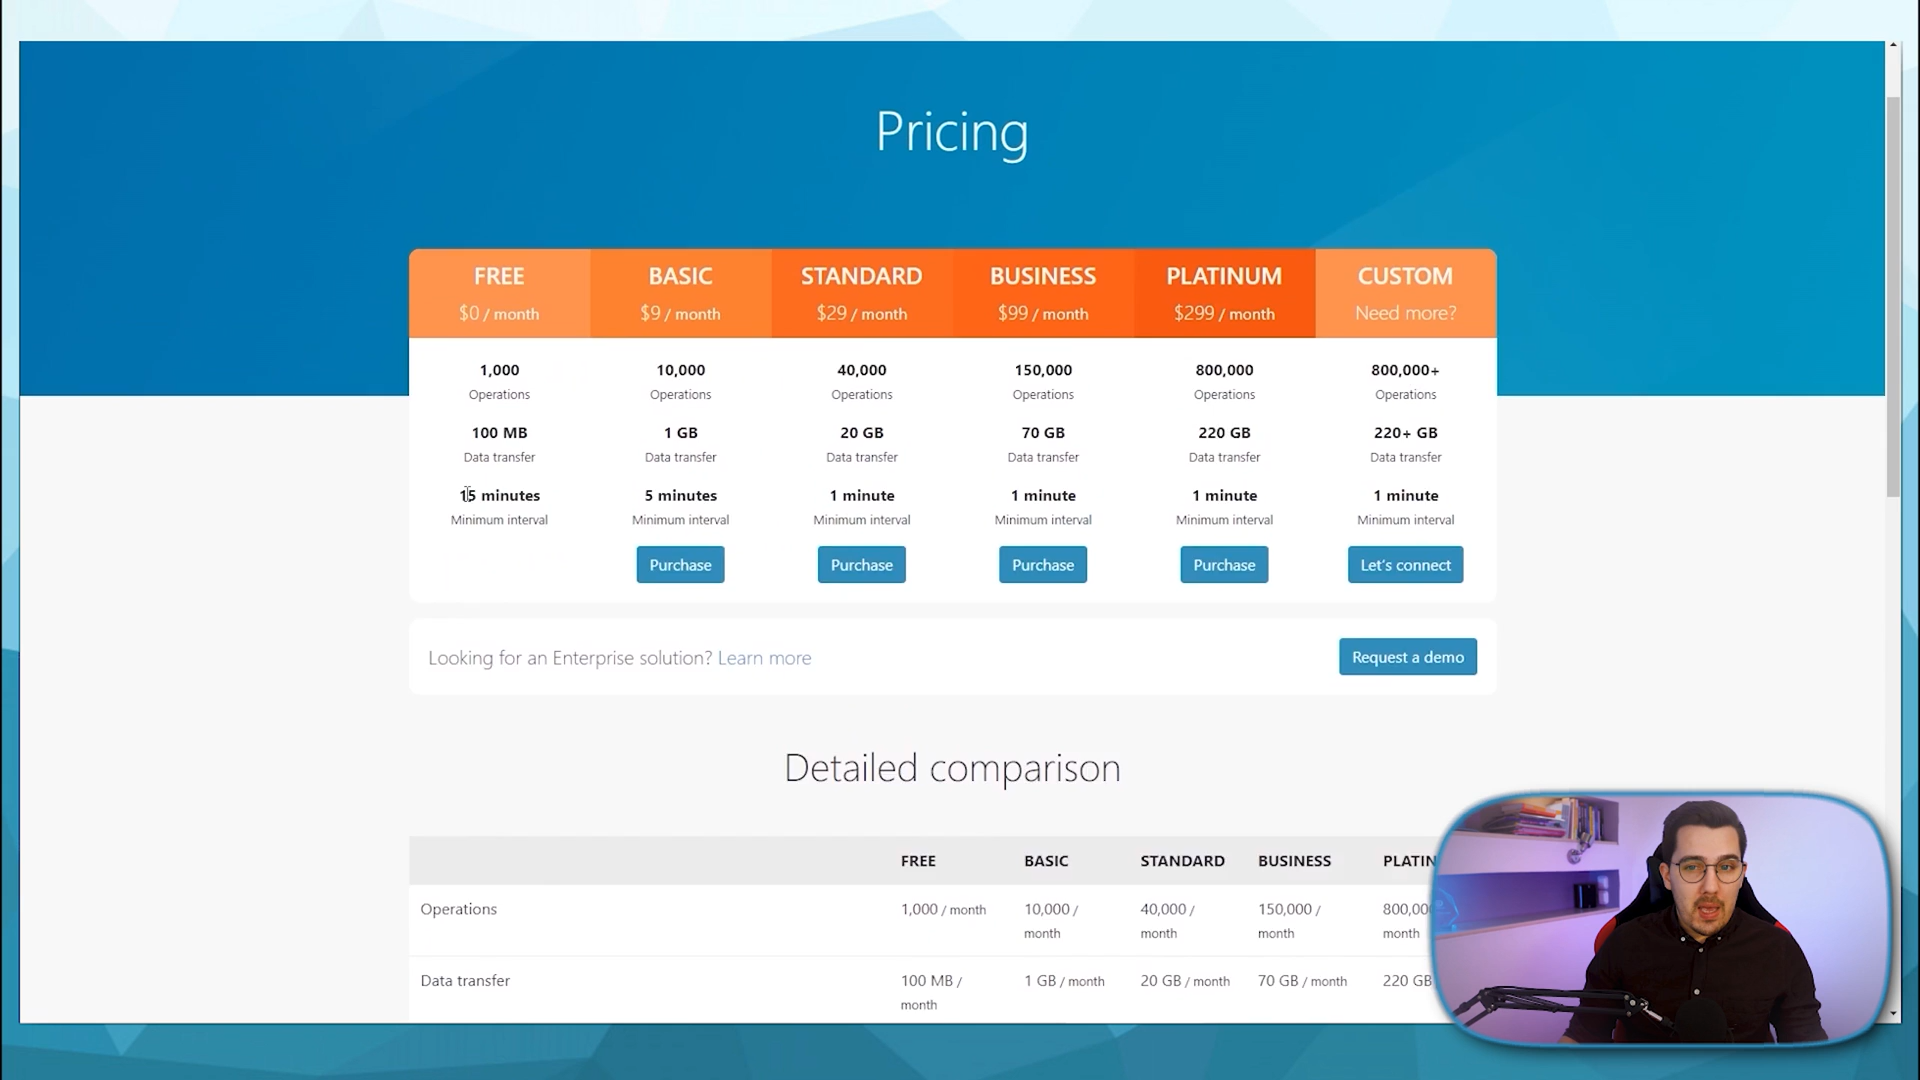 Pricing
FREE BASIC STANDARD BUSINESS PLATINUM CUSTOM
$0 / month $9 / month $29 / month $99 / month $299 / month Need more?
1,000 10,000 40,000 150,000 800,000 800,000+
Operations Operations Operations Operations Operations Operations
100 MB 1 GB 20 GB 70 GB 220 GB 220+ GB
Data transfer Data transfer Data transfer Data transfer Data transfer Data transfer
15 minutes 5 minutes 1 minute 1 minute 1 minute 1 minute
Minimum interval Minimum interval Minimum interval Minimum interval Minimum interval Minimum interval
Purchase Purchase Purchase Purchase Let's connect
Looking for an Enterprise solution? Learn more Request a demo
Detailed comparison
FREE BASIC STANDARD BUSINESS PLATIN
Operations 1,000 / month 10,000 / 40,000 / 150,000 / 800,000
month month month month
Data transfer 100 MB / 1 GB / month 20 GB / month 70 GB / month 220 GB
month